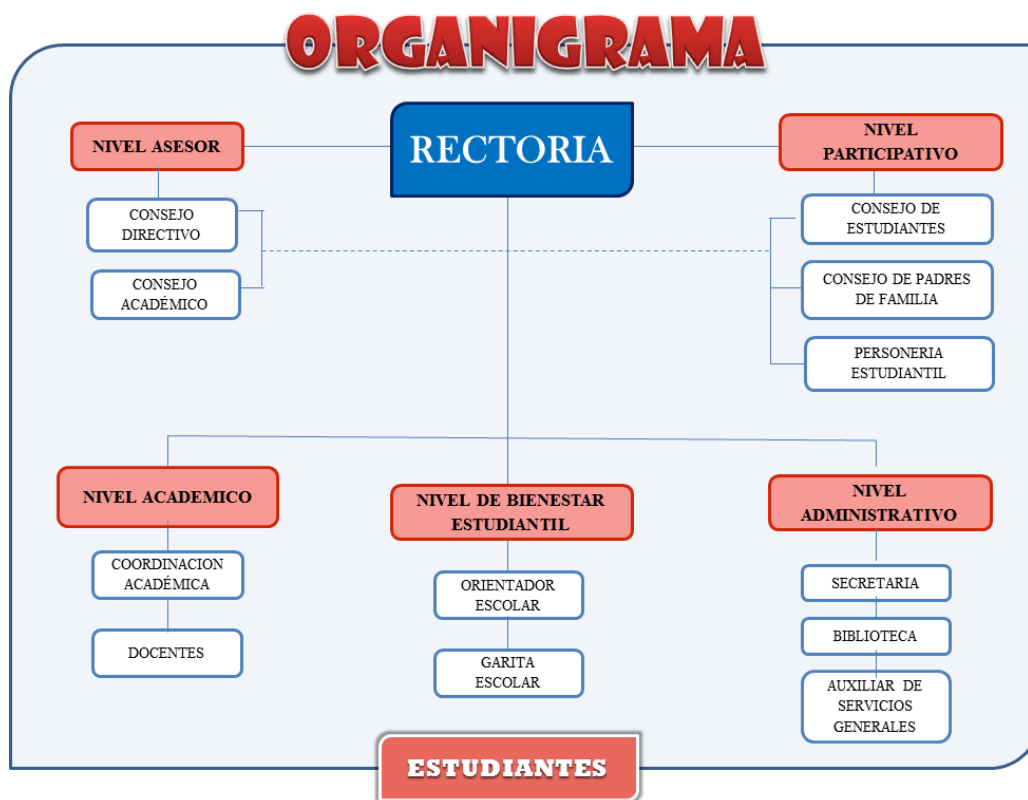 ORGANIGRAMA
RECTORIA
NIVEL ASESOR
CONSEJO
DIRECTIVO
CONSEJO
ACADÉMICO
NIVEL
PARTICIPATIVO
CONSEJO DE
ESTUDIANTES
CONSEJO DE PADRES
DE FAMILIA
PERSONERIA
ESTUDIANTIL
NIVEL ACADEMICO
COORDINACION
ACADÉMICA
DOCENTES
NIVEL DE BIENESTAR
ESTUDIANTIL
ORIENTADOR
ESCOLAR
GARITA
ESCOLAR
NIVEL
ADMINISTRATIVO
SECRETARIA
BIBLIOTECA
AUXILIAR DE
SERVICIOS
GENERALES
ESTUDIANTES